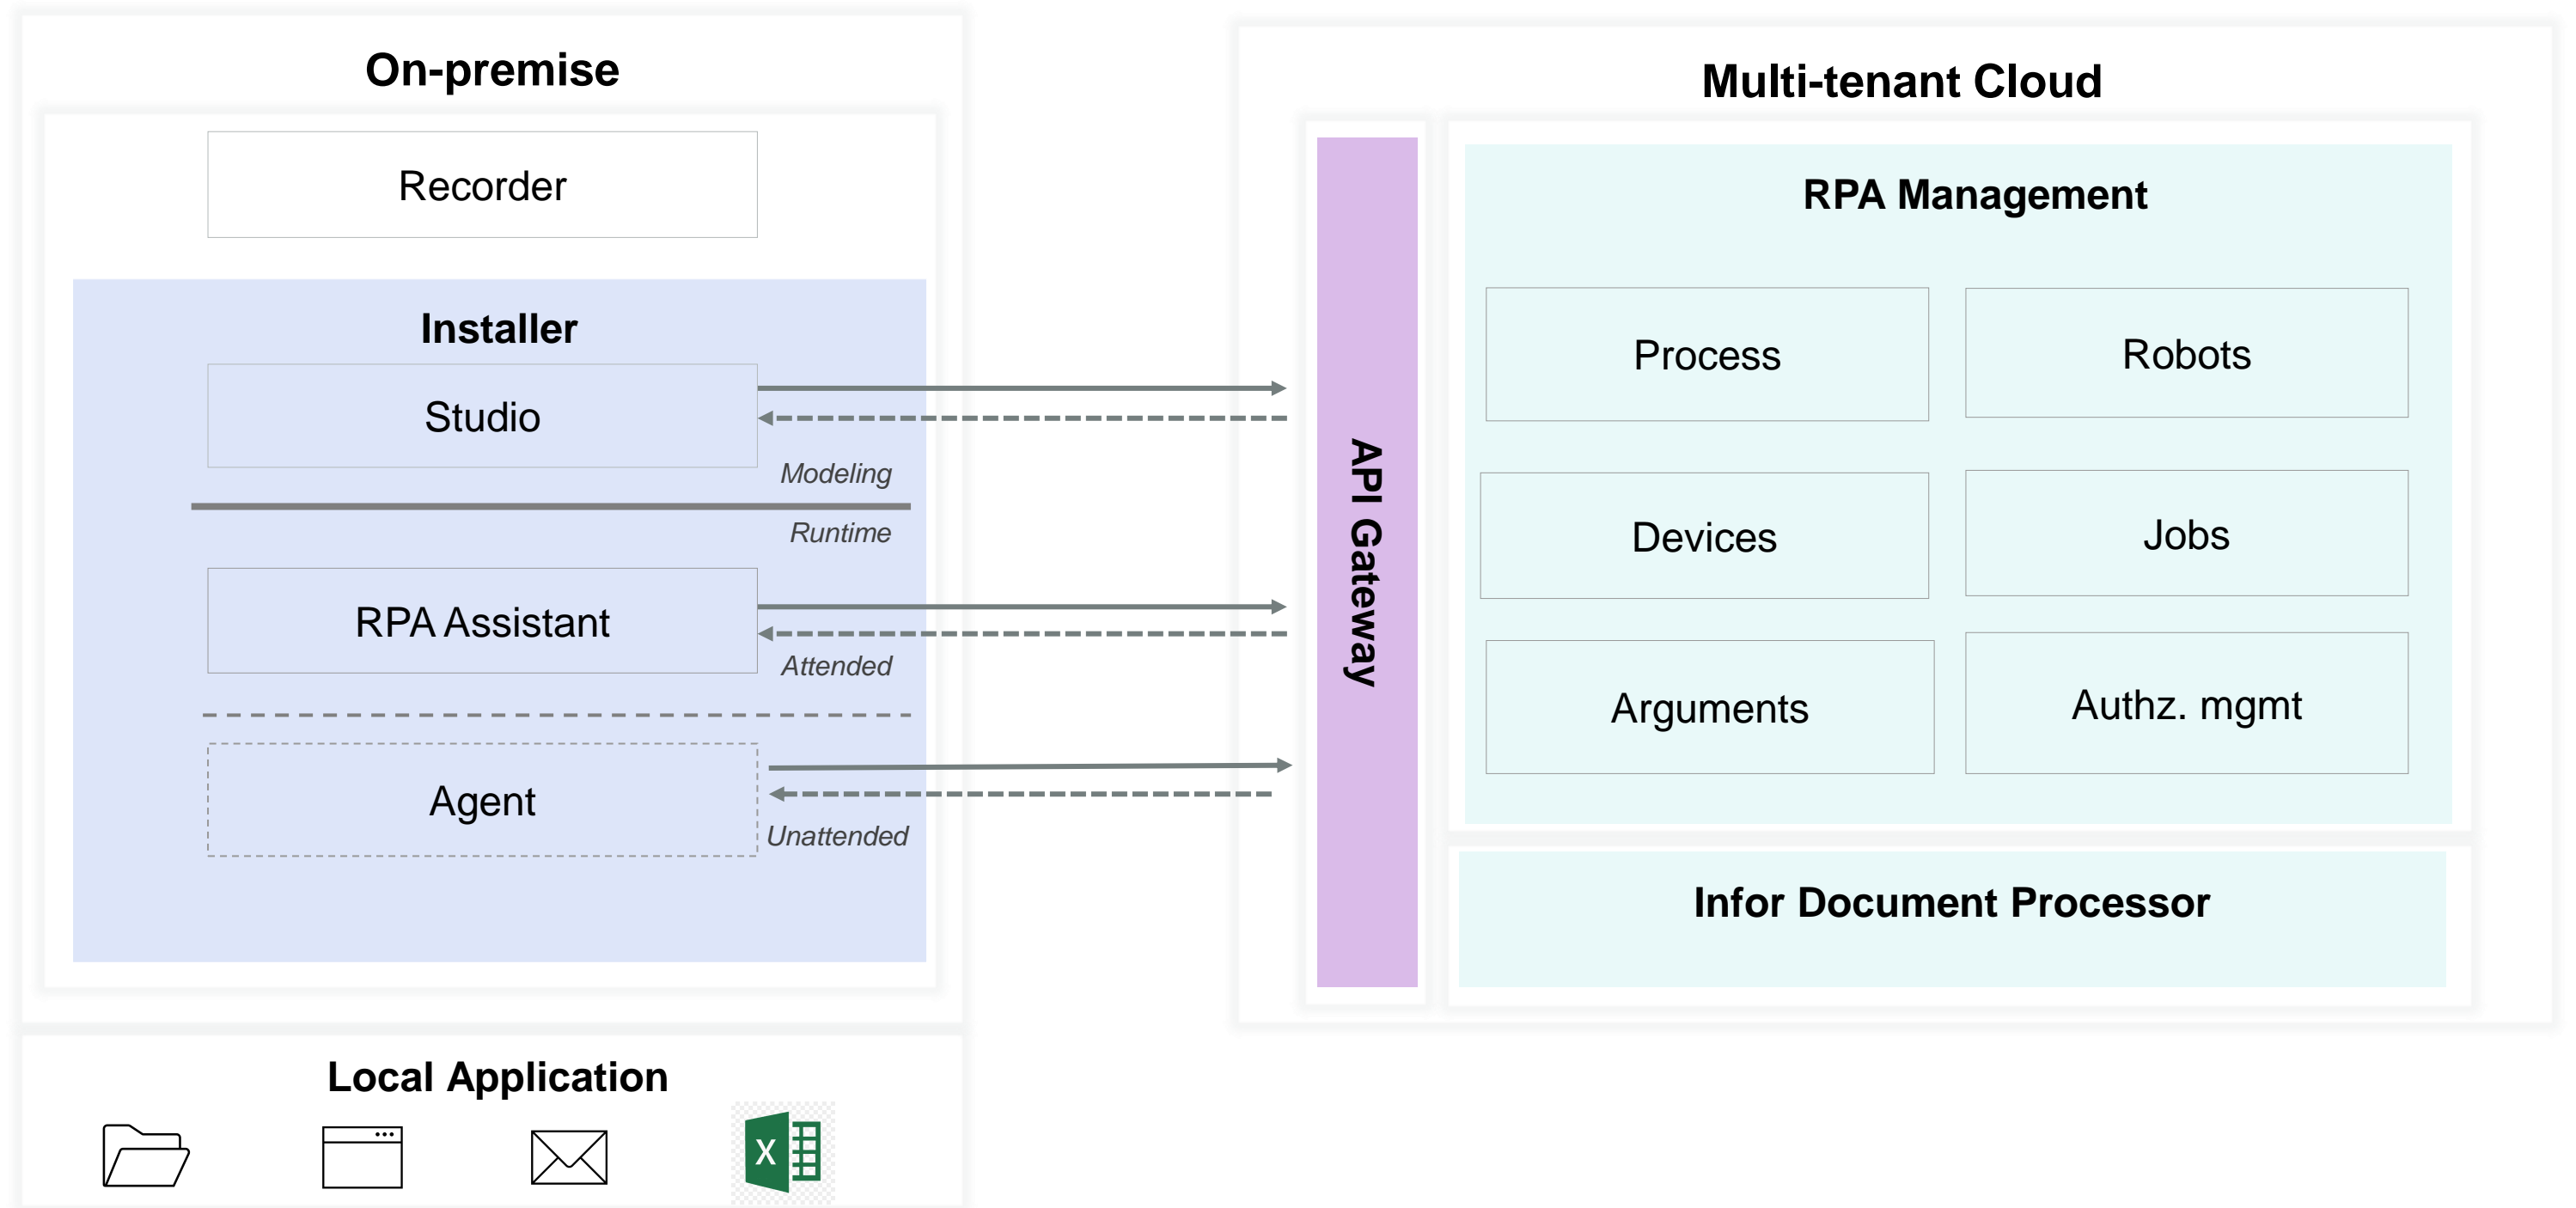 On-premise
Recorder
Installer
Studio
Modeling
Runtime
RPA Assistant
Attended
Agent
Unattended
Local Application
X
Multi-tenant Cloud
API Gateway
RPA Management
Process
Robots
Devices
Jobs
Arguments
Authz. mgmt
Infor Document Processor